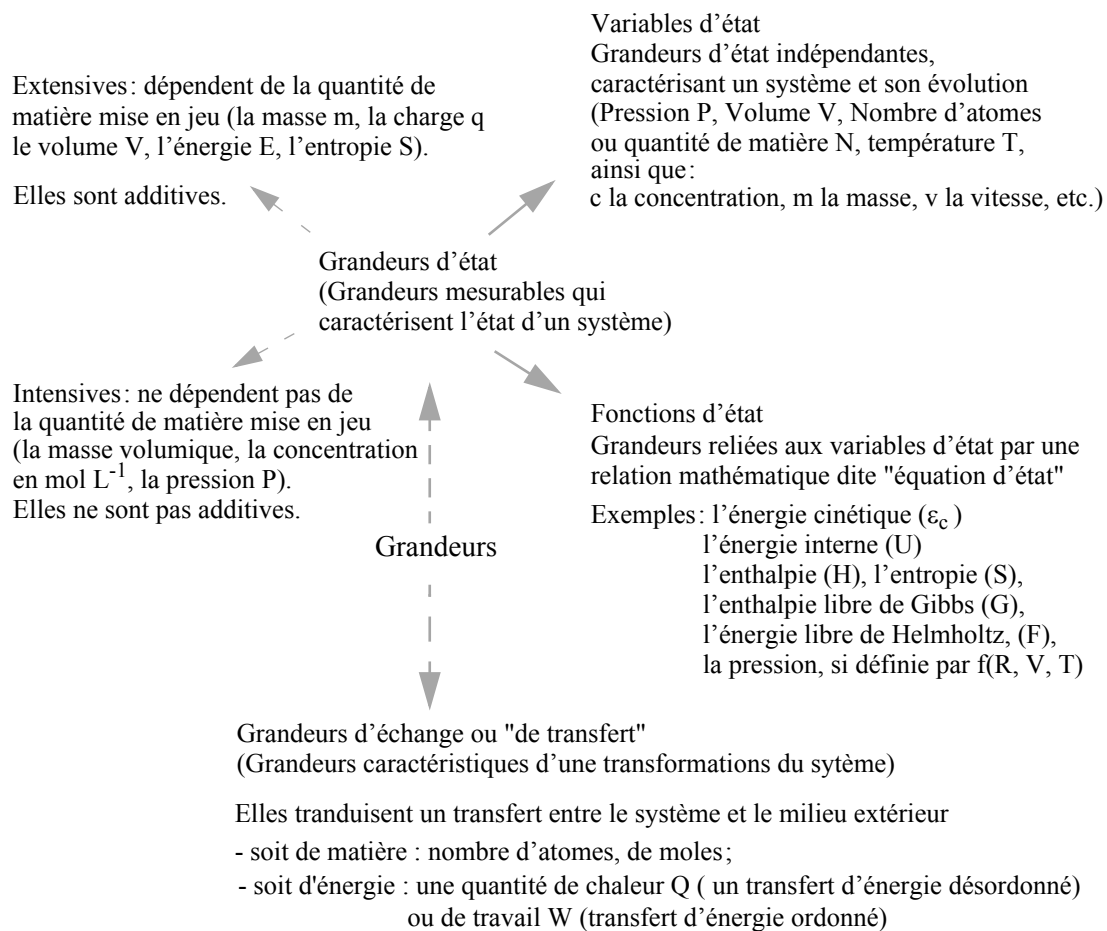 Variables d’état
Grandeurs d’état indépendantes,
caractérisant un système et son évolution
(Pression P, Volume V, Nombre d’atomes
ou quantité de matière N, température T,
ainsi que:
c la concentration, m la masse, v la vitesse, etc.)
Extensives: dépendent de la quantité de
matière mise en jeu (la masse m, la charge q
le volume V, l’énergie E, l’entropie S).
Elles sont additives.
Grandeurs d’état
(Grandeurs mesurables qui
caractérisent l’état d’un système)
Intensives: ne dépendent pas de
la quantité de matière mise en jeu
(la masse volumique, la concentration
en mol L⁻¹, la pression P).
Elles ne sont pas additives.
Fonctions d’état
Grandeurs reliées aux variables d’état par une
relation mathématique dite "équation d’état"
Exemples: l’énergie cinétique (ε_c )
l’énergie interne (U)
l’enthalpie (H), l’entropie (S),
l’enthalpie libre de Gibbs (G),
l’énergie libre de Helmholtz, (F),
la pression, si définie par f(R, V, T)
Grandeurs
Grandeurs d’échange ou "de transfert"
(Grandeurs caractéristiques d’une transformations du sytème)
Elles tranduisent un transfert entre le système et le milieu extérieur
- soit de matière : nombre d’atomes, de moles;
- soit d'énergie : une quantité de chaleur Q ( un transfert d’énergie désordonné)
ou de travail W (transfert d’énergie ordonné)